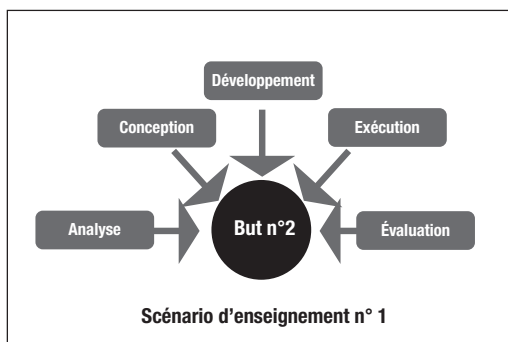 Développement
Conception
Exécution
Analyse
But n°2
Évaluation
Scénario d'enseignement n° 1